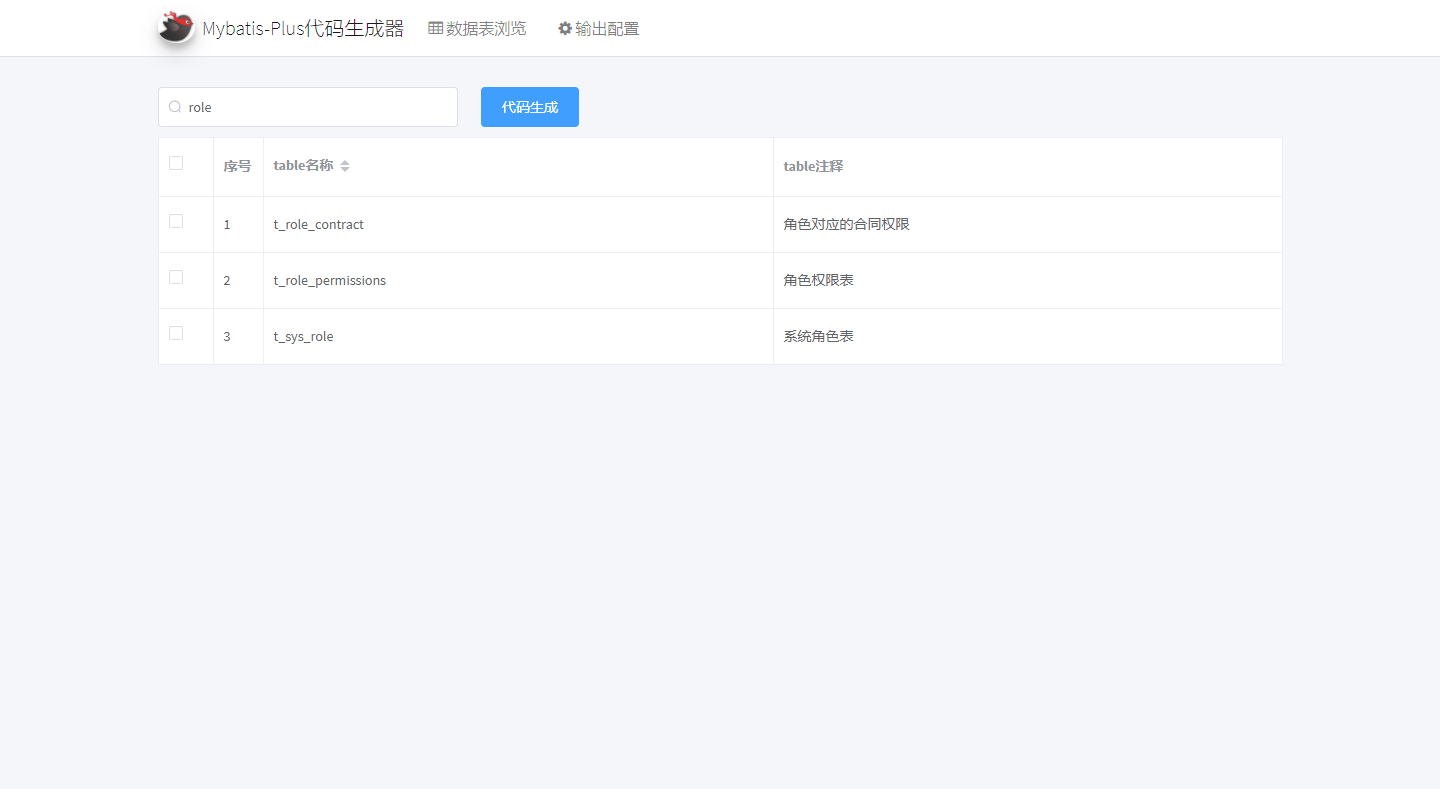 Mybatis-Plus代码生成器 数据表浏览 输出配置
role 代码生成
序号 table名称 table注释
1 t_role_contract 角色对应的合同权限
2 t_role_permissions 角色权限表
3 t_sys_role 系统角色表